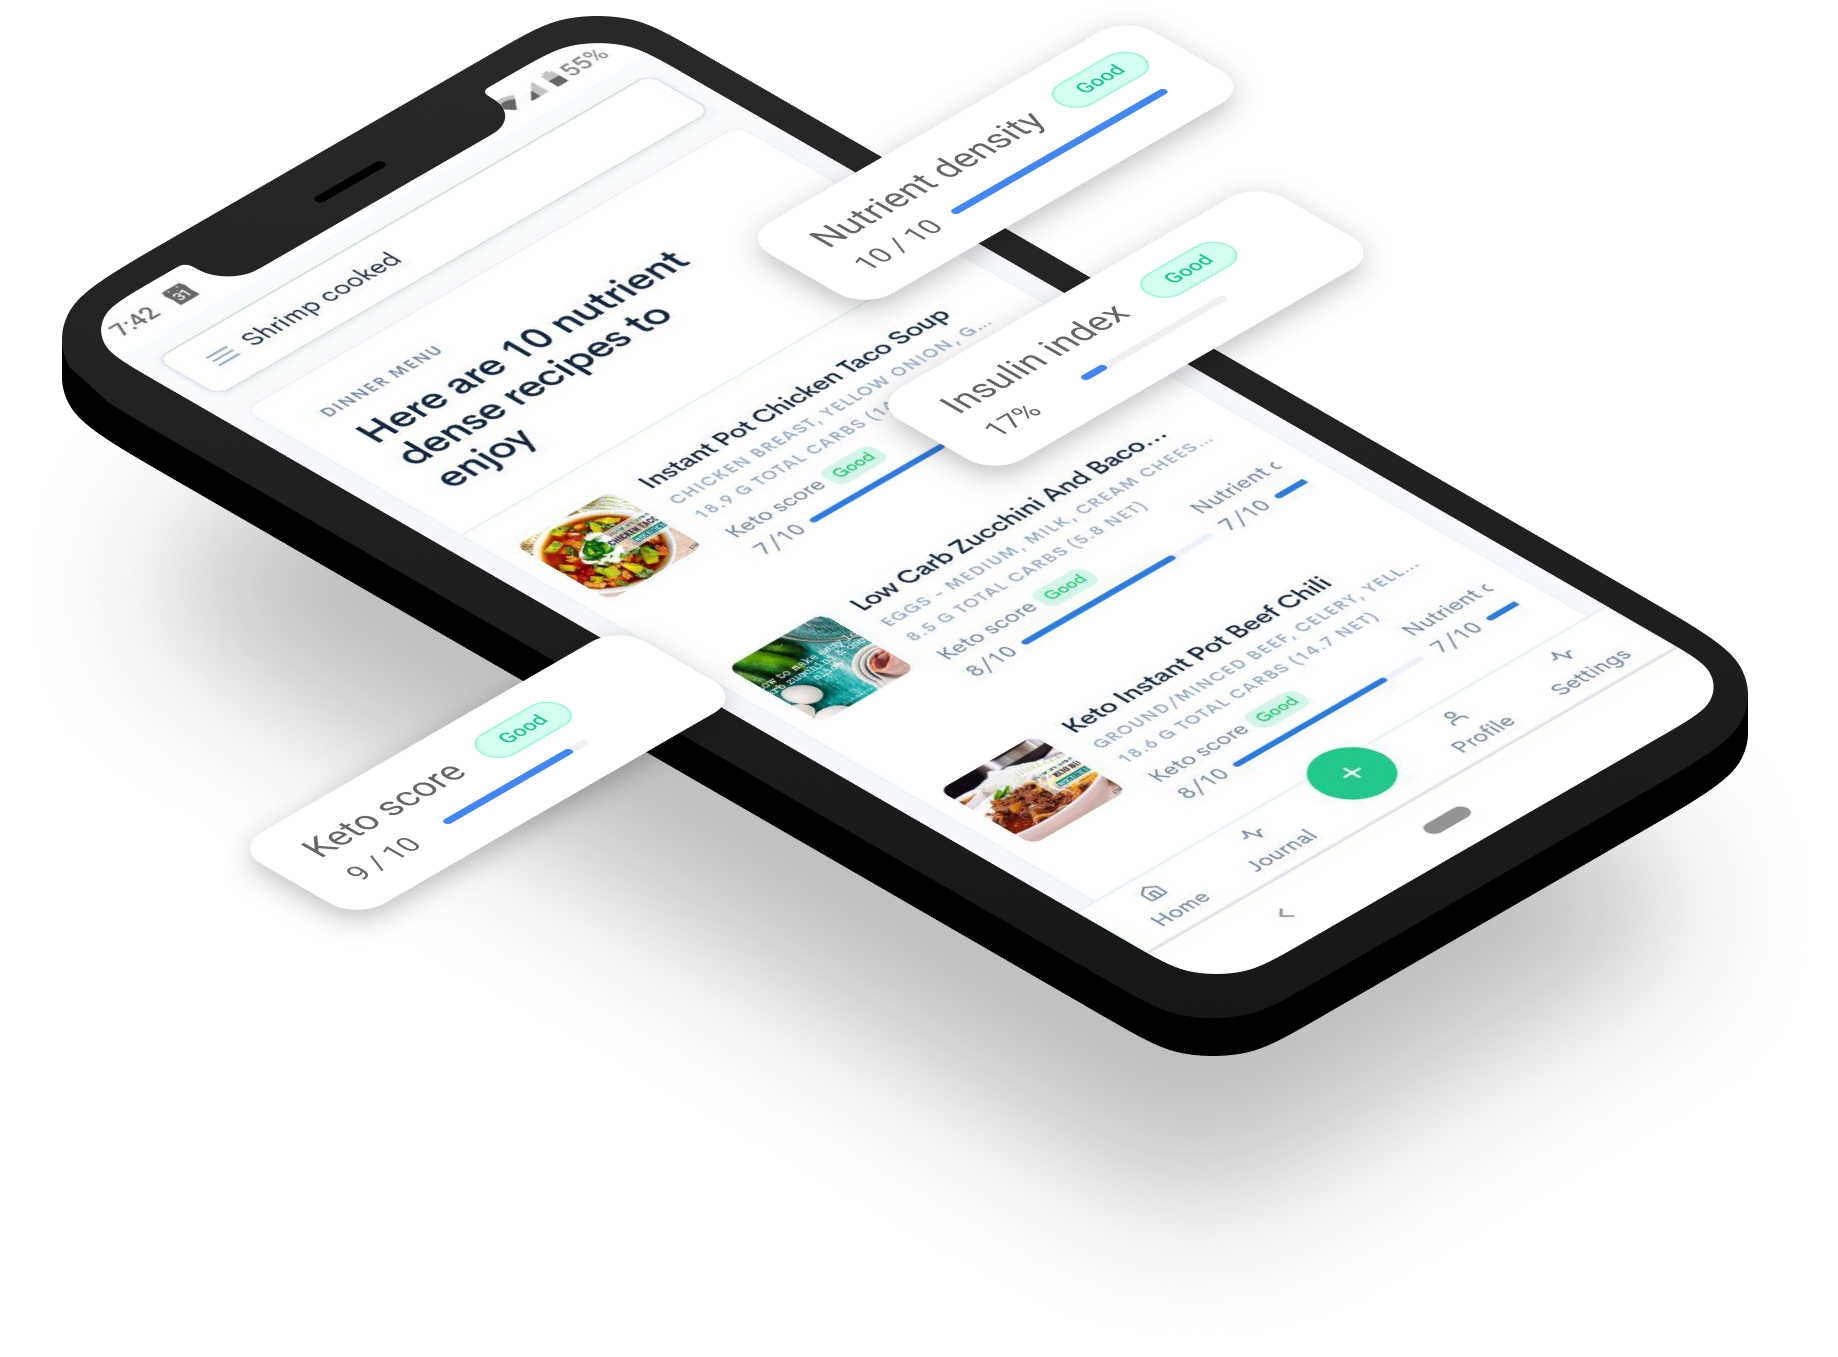 7:42
31
55%
Shrimp cooked
DINNER MENU
Here are 10 nutrient
dense recipes to
enjoy
Instant Pot Chicken Taco Soup
CHICKEN BREAST, YELLOW ONION, G...
18.9 G TOTAL CARBS (14
Keto score Good
7/10
CHICKEN TACO
Low Carb Zucchini And Baco...
EGGS - MEDIUM, MILK, CREAM CHEES...
8.5 G TOTAL CARBS (5.8 NET)
Keto score Good
8/10
Nutrient
7/10
Keto Instant Pot Beef Chili
GROUND/MINCED BEEF, CELERY, YELL...
18.6 G TOTAL CARBS (14.7 NET)
Keto score Good
8/10
Nutrient
7/10
Home
Journal
+
Profile
Settings
Nutrient density Good
10 / 10
Insulin index Good
17%
Keto score Good
9 / 10